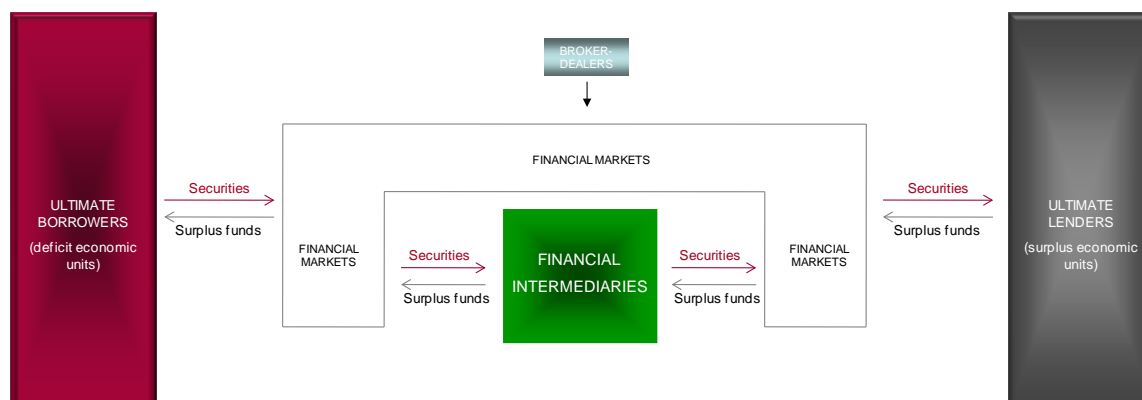 BROKER-
DEALERS
FINANCIAL MARKETS
Securities
Surplus funds
ULTIMATE
BORROWERS
(deficit economic
units)
FINANCIAL
MARKETS
Securities
Surplus funds
FINANCIAL
INTERMEDIARIES
Securities
Surplus funds
FINANCIAL
MARKETS
Securities
Surplus funds
ULTIMATE
LENDERS
(surplus economic
units)